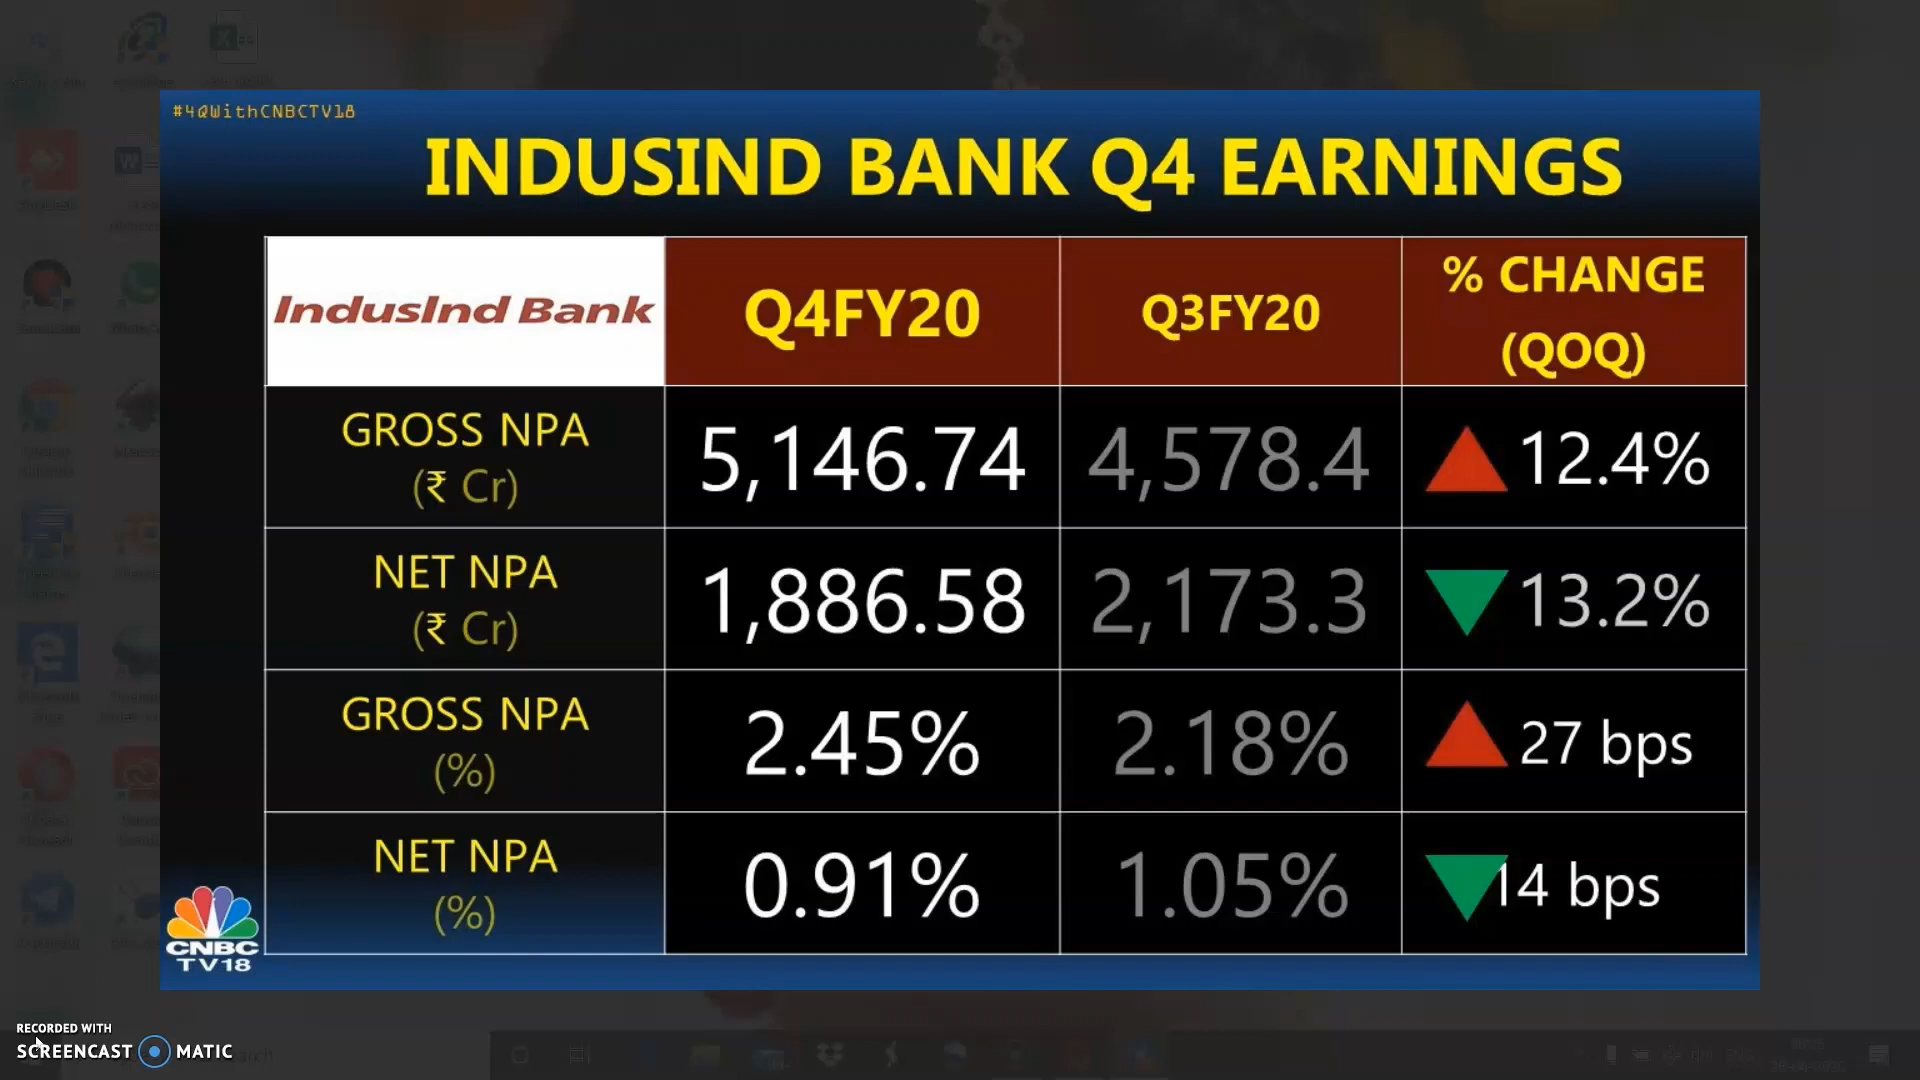 #4QWithCNBCTV18
INDUSIND BANK Q4 EARNINGS
IndusInd Bank
Q4FY20
Q3FY20
% CHANGE
(QOQ)
GROSS NPA
(₹ Cr)
5,146.74
4,578.4
12.4%
NET NPA
(₹ Cr)
1,886.58
2,173.3
13.2%
GROSS NPA
(%)
2.45%
2.18%
27 bps
NET NPA
(%)
0.91%
1.05%
14 bps
CNBC
TV18
RECORDED WITH
SCREENCAST MATIC